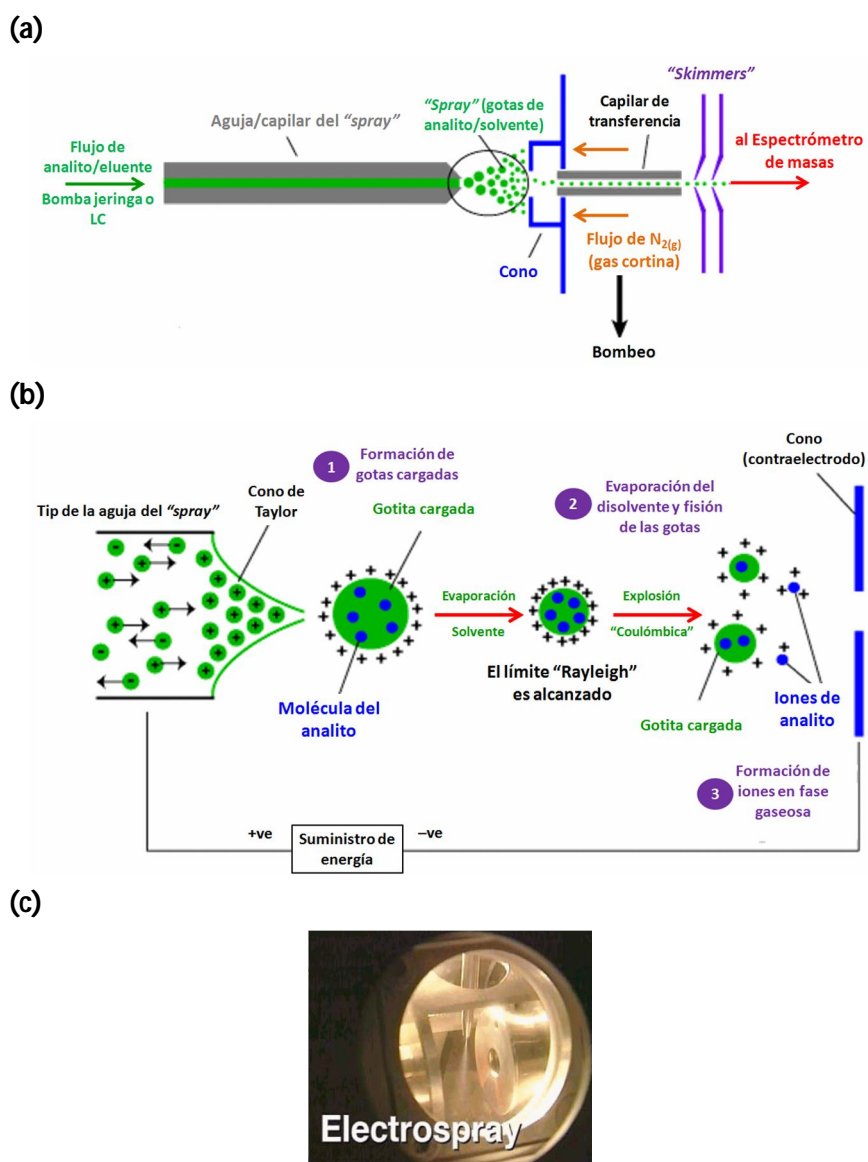 (a)
“Skimmers”
Aguja/capilar del “spray”
“Spray” (gotas de
analito/solvente)
Capilar de
transferencia
Flujo de
analito/eluente
Bomba jeringa o
LC
al Espectrómetro
de masas
Cono
Flujo de N2(g)
(gas cortina)
Bombeo
(b)
1
Formación de
gotas cargadas
Cono
(contraelectrodo)
Tip de la aguja del “spray”
Cono de
Taylor
Gotita cargada
2
Evaporación del
disolvente y fisión
de las gotas
Evaporación
Solvente
Explosión
“Coulómbica”
El límite “Rayleigh”
es alcanzado
Molécula del
analito
Gotita cargada
Iones de
analito
3
Formación de
iones en fase
gaseosa
+ve
Suministro de
energía
–ve
(c)
Electrospray